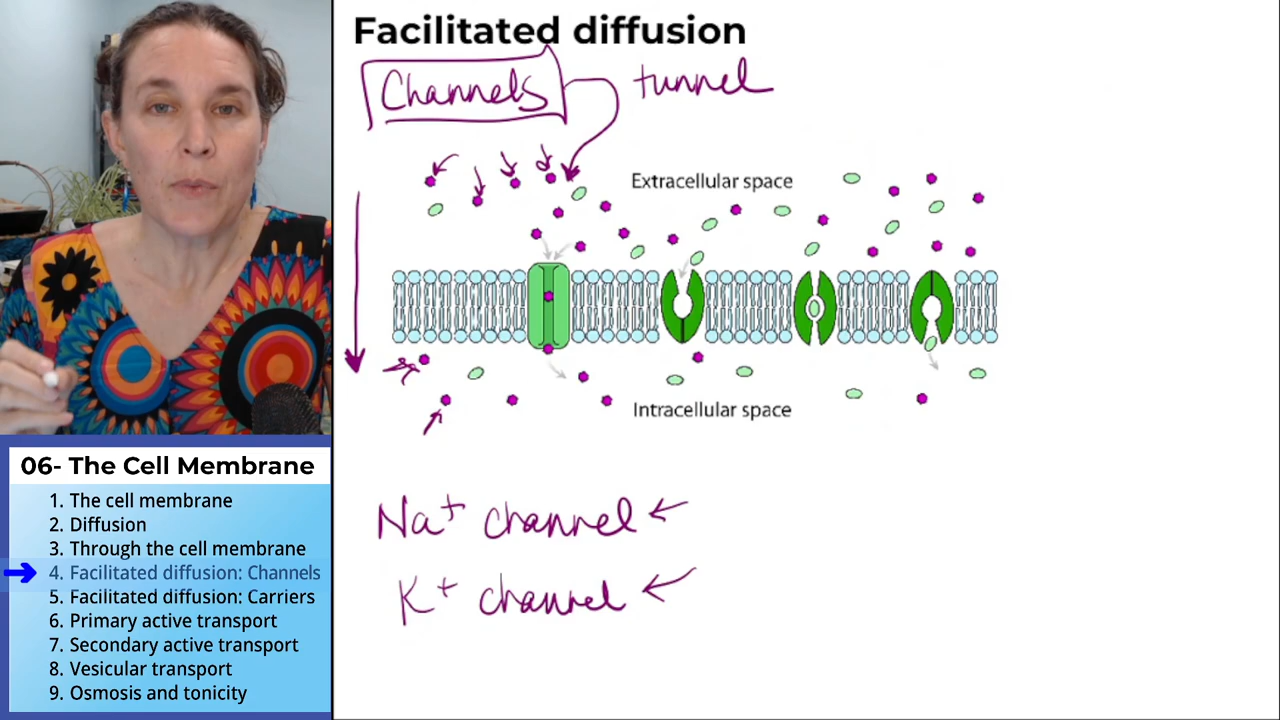 Facilitated diffusion
Channels
tunnel
Extracellular space
Intracellular space
Na+ channel
K+ channel
06- The Cell Membrane
1. The cell membrane
2. Diffusion
3. Through the cell membrane
4. Facilitated diffusion: Channels
5. Facilitated diffusion: Carriers
6. Primary active transport
7. Secondary active transport
8. Vesicular transport
9. Osmosis and tonicity